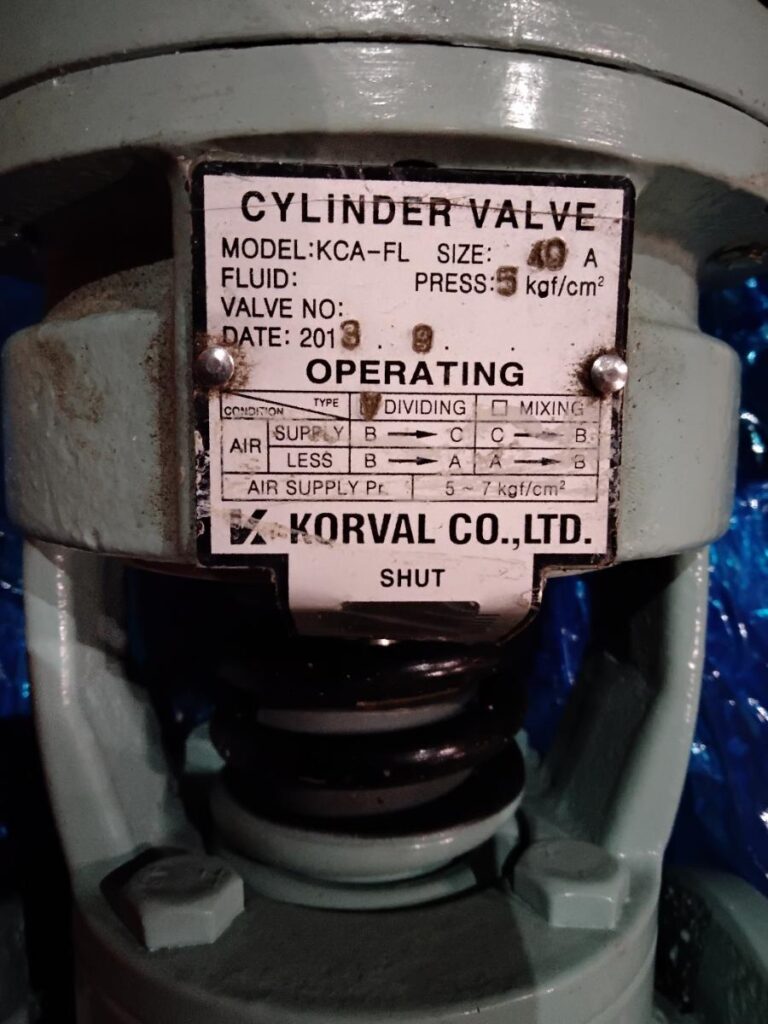 CYLINDER VALVE
MODEL:KCA-FL SIZE: 40 A
FLUID: PRESS:5 kgf/cm²
VALVE NO:
DATE: 2013 . 9 . . .
OPERATING
CONDITION TYPE DIVIDING □ MIXING
AIR SUPPLY B → C C → B
LESS B → A A → B
AIR SUPPLY Pr. 5 ~ 7 kgf/cm²
KORVAL CO.,LTD.
SHUT